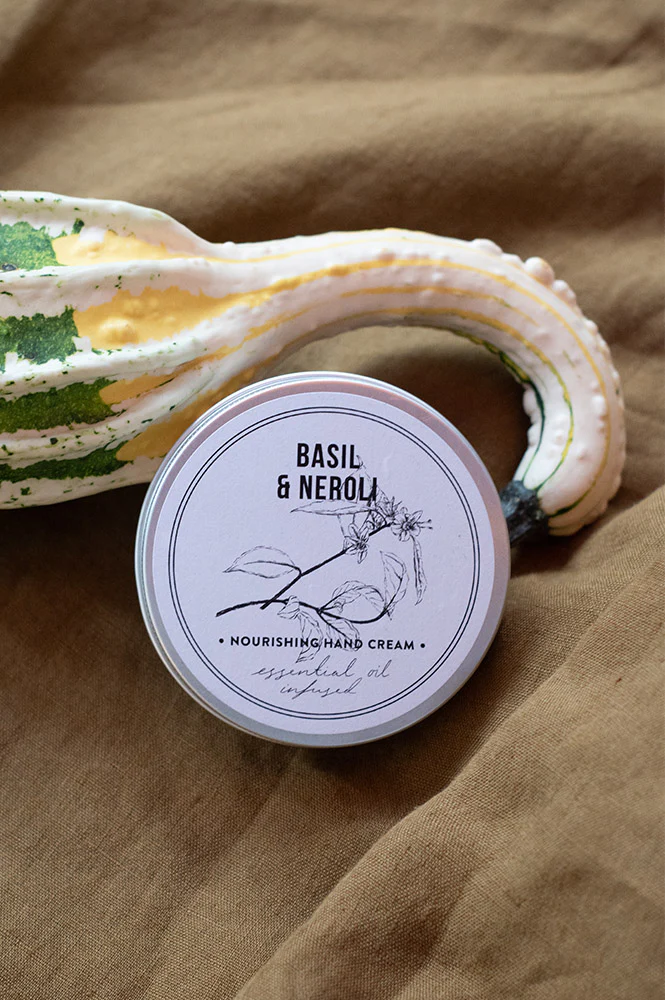 BASIL
& NEROLI
• NOURISHING HAND CREAM •
essential oil
infused